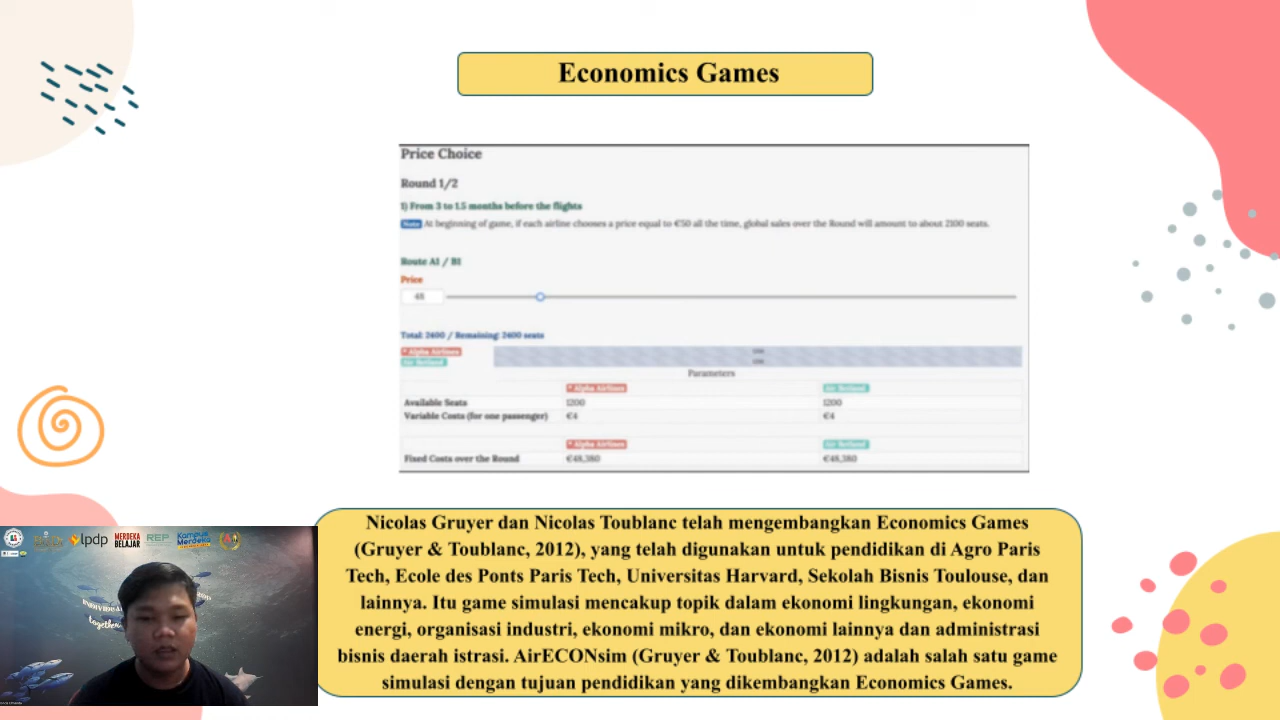 Economics Games
Price Choice
Round 1/2
1) From 3 to 1.5 months before the flights
Note At beginning of game, if each airline chooses a price equal to €50 all the time, global sales over the Round will amount to about 2100 seats.
Route A1 / B1
Price
Total: 2400 / Remaining: 2400 seats
* Alpha Airlines
Parameters
* Alpha Airlines
Available Seats 1200 1200
Variable Costs (for one passenger) €4 €4
* Alpha Airlines
Fixed Costs over the Round €48,380 €48,380
Nicolas Gruyer dan Nicolas Toublanc telah mengembangkan Economics Games
(Gruyer & Toublanc, 2012), yang telah digunakan untuk pendidikan di Agro Paris
Tech, Ecole des Ponts Paris Tech, Universitas Harvard, Sekolah Bisnis Toulouse, dan
lainnya. Itu game simulasi mencakup topik dalam ekonomi lingkungan, ekonomi
energi, organisasi industri, ekonomi mikro, dan ekonomi lainnya dan administrasi
bisnis daerah istrasi. AirECONsim (Gruyer & Toublanc, 2012) adalah salah satu game
simulasi dengan tujuan pendidikan yang dikembangkan Economics Games.
lpdp
MERDEKA
BELAJAR
REP
Kampus
Merdeka
together